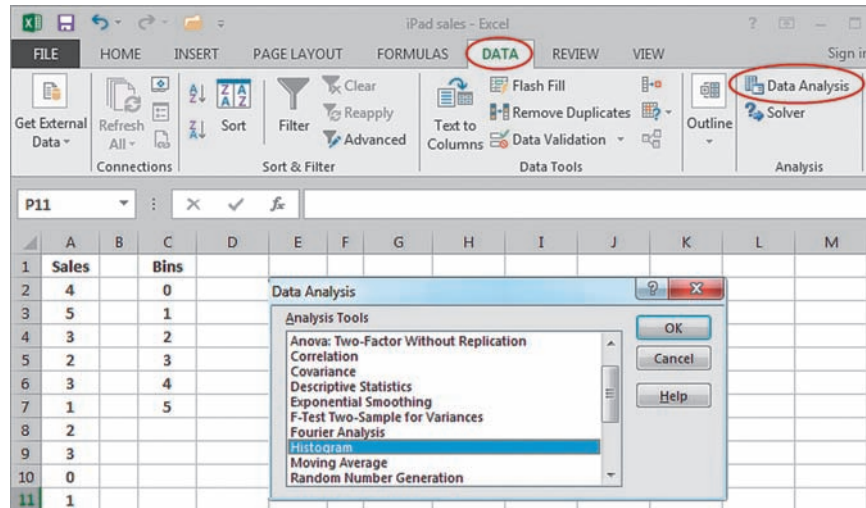 iPad sales - Excel
FILE HOME INSERT PAGE LAYOUT FORMULAS DATA REVIEW VIEW Sign in
Get External Data
Refresh All
Connections
Sort
Filter
Clear
Reapply
Advanced
Sort & Filter
Text to Columns
Flash Fill
Remove Duplicates
Data Validation
Data Tools
Outline
Data Analysis
Solver
Analysis
P11 fx
A B C D E F G H I J K L M
1 Sales Bins
2 4 0
3 5 1
4 3 2
5 2 3
6 3 4
7 1 5
8 2
9 3
10 0
11 1
Data Analysis
Analysis Tools
Anova: Two-Factor Without Replication
Correlation
Covariance
Descriptive Statistics
Exponential Smoothing
F-Test Two-Sample for Variances
Fourier Analysis
Histogram
Moving Average
Random Number Generation
OK
Cancel
Help